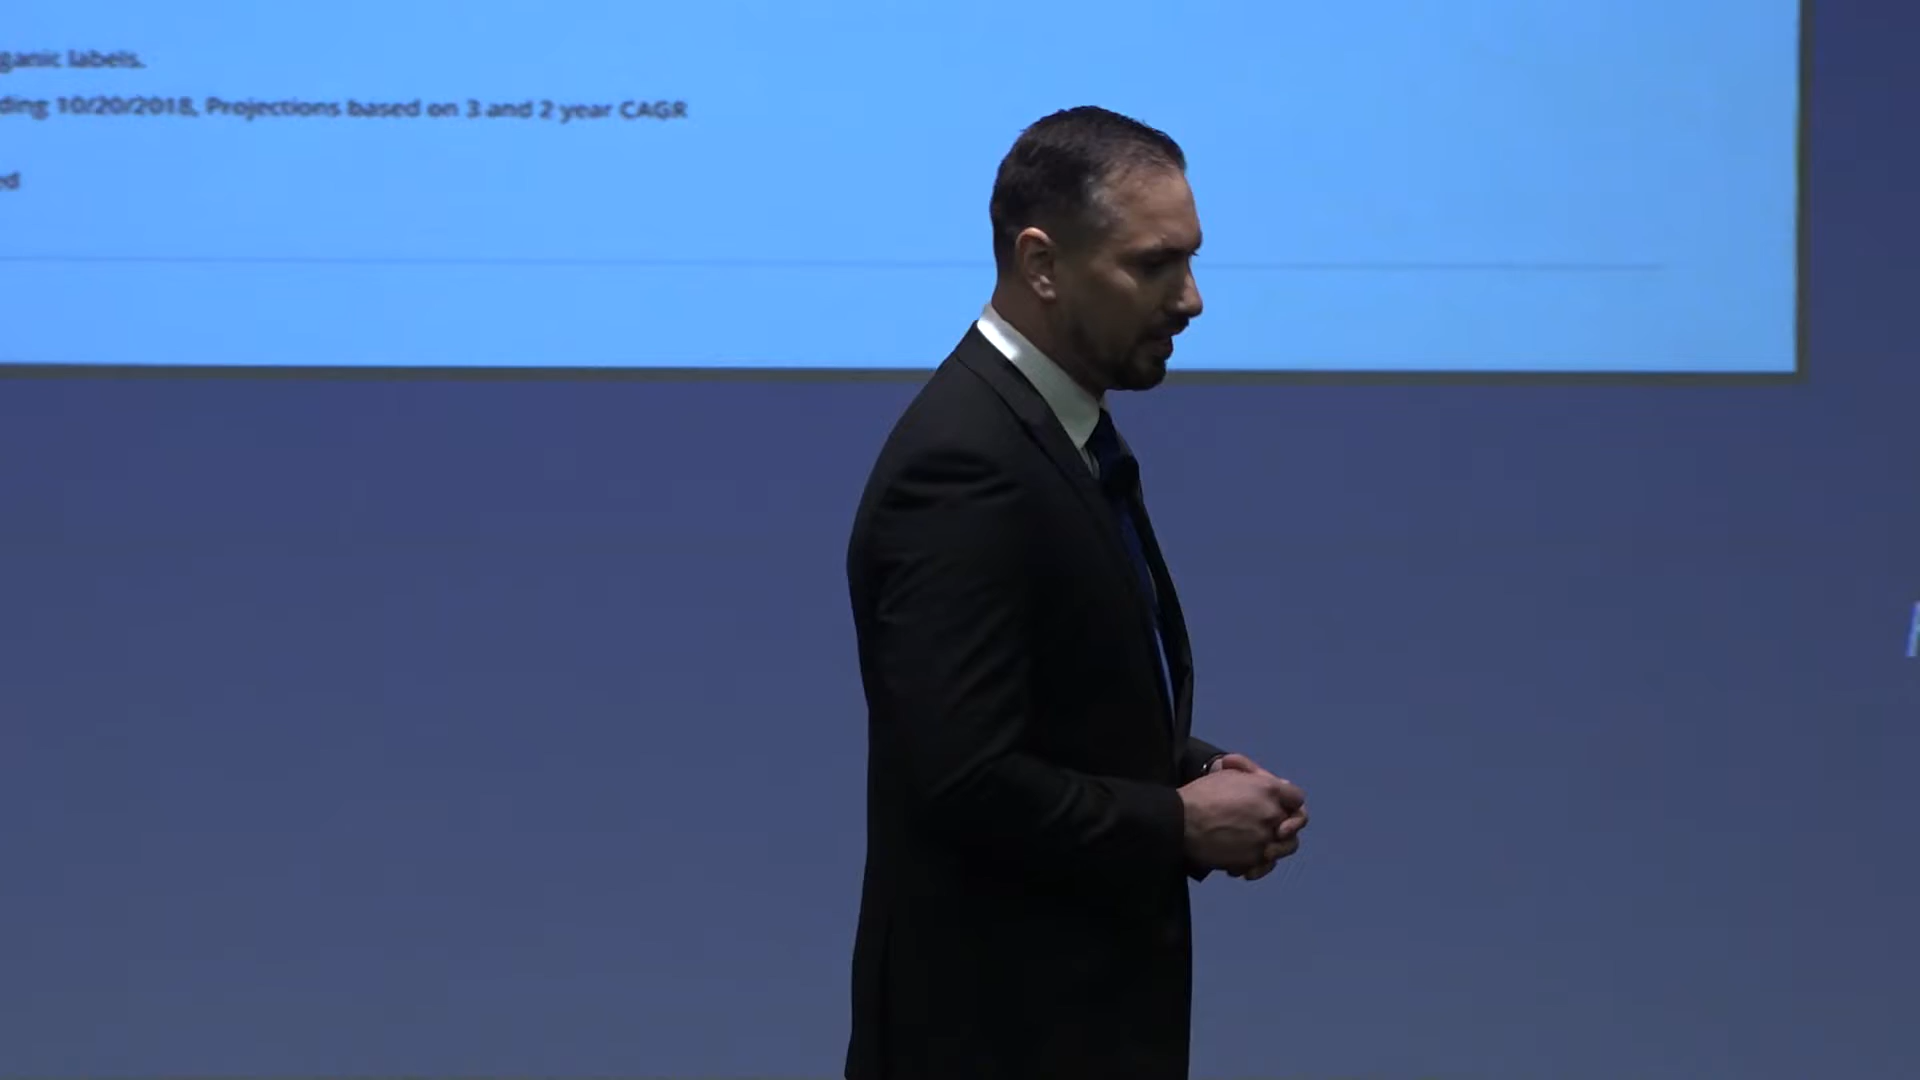 ganic labels.
ding 10/20/2018, Projections based on 3 and 2 year CAGR
ed